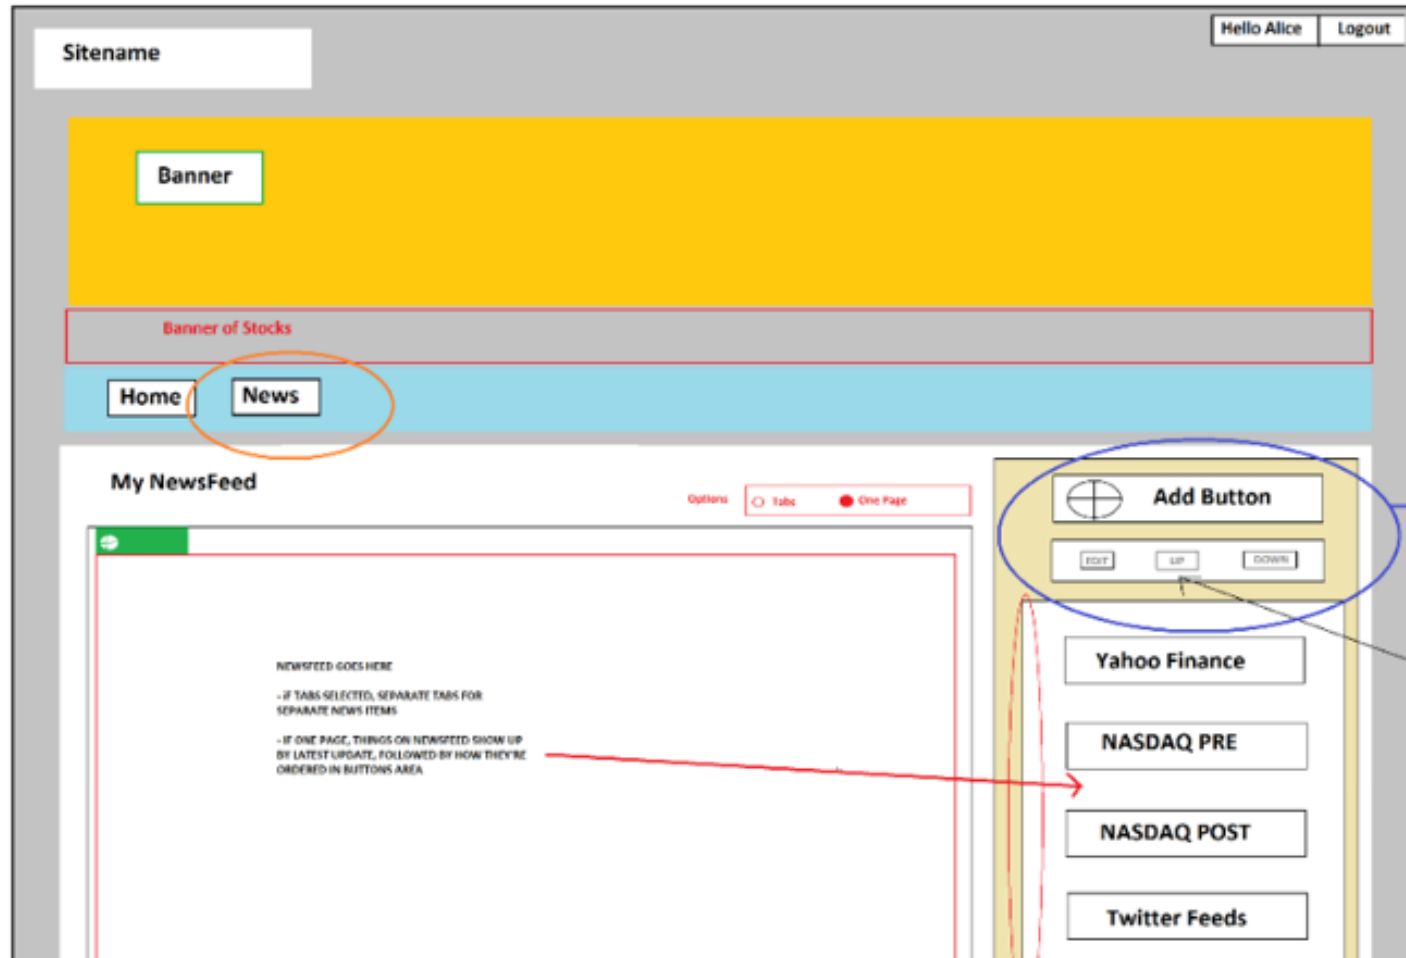 Hello Alice
Logout
Sitename
Banner
Banner of Stocks
Home
News
My NewsFeed
Options
Tabs
One Page
Add Button
EDIT
UP
DOWN
NEWSFEED GOES HERE
- IF TABS SELECTED, SEPARATE TABS FOR
SEPARATE NEWS ITEMS
- IF ONE PAGE, THINGS ON NEWSFEED SHOW UP
BY LATEST UPDATE, FOLLOWED BY HOW THEY'RE
ORDERED IN BUTTONS AREA
Yahoo Finance
NASDAQ PRE
NASDAQ POST
Twitter Feeds